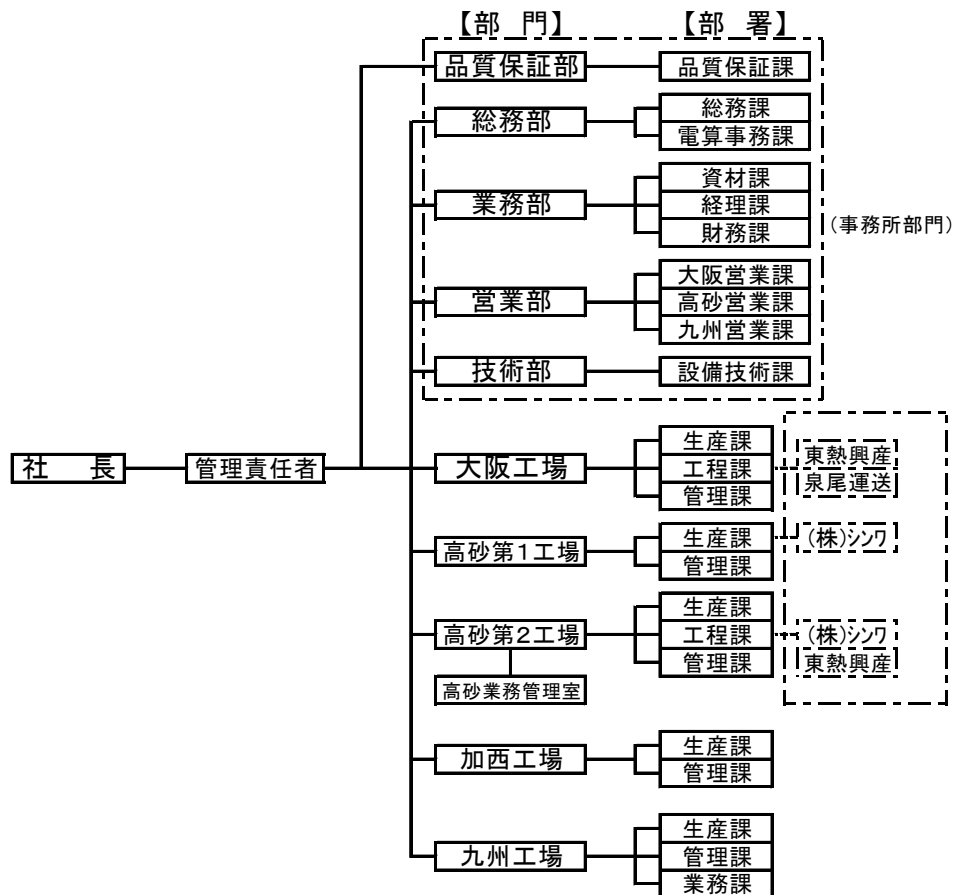 【部 門】 【部 署】
品質保証部 品質保証課
総務部 総務課
電算事務課
業務部 資材課
経理課
財務課
(事務所部門)
営業部 大阪営業課
高砂営業課
九州営業課
技術部 設備技術課
社 長 管理責任者
大阪工場 生産課
工程課
管理課
東熱興産
泉尾運送
高砂第1工場 生産課
管理課
(株)シンワ
高砂第2工場 生産課
工程課
管理課
(株)シンワ
東熱興産
高砂業務管理室
加西工場 生産課
管理課
九州工場 生産課
管理課
業務課